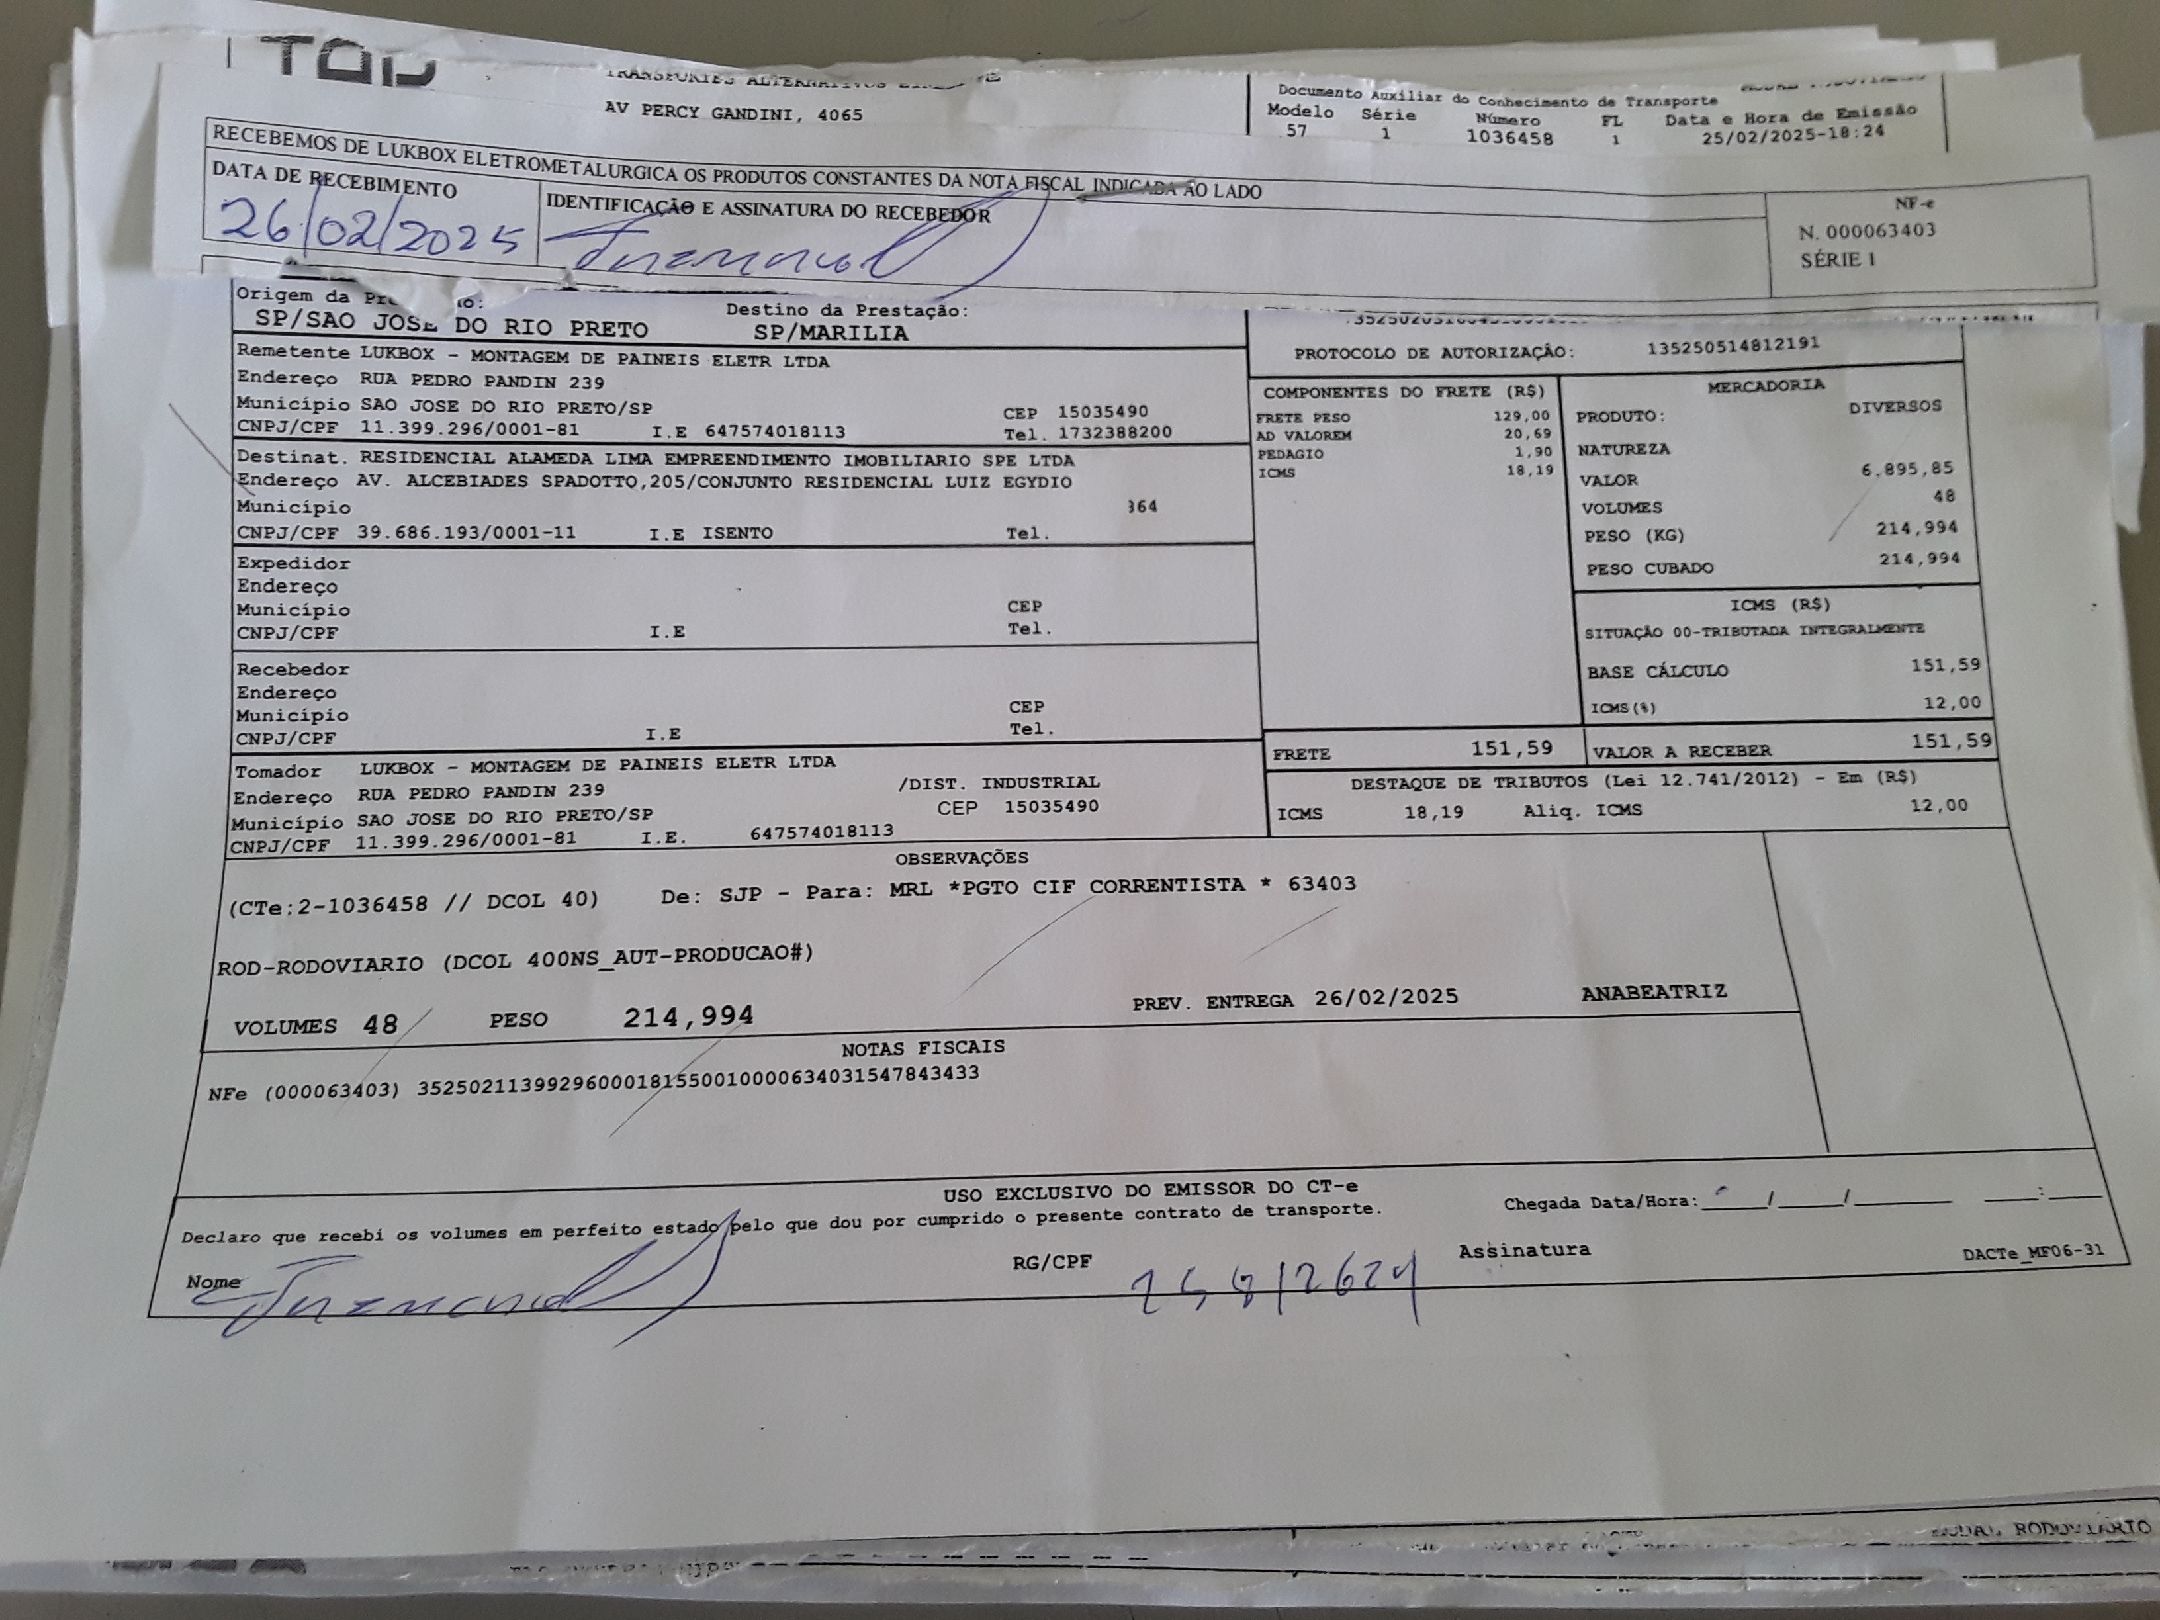 AV PERCY GANDINI, 4065
Documento Auxiliar do Conhecimento de Transporte
Modelo Série Número FL Data e Hora de Emissão
57 1 1036458 1 25/02/2025-18:24
RECEBEMOS DE LUKBOX ELETROMETALURGICA OS PRODUTOS CONSTANTES DA NOTA FISCAL INDICADA AO LADO
DATA DE RECEBIMENTO
26/02/2025
IDENTIFICAÇÃO E ASSINATURA DO RECEBEDOR
NF-e
N. 000063403
SÉRIE 1
Origem da
SP/SAO JOSE DO RIO PRETO
Destino da Prestação:
SP/MARILIA
Remetente LUKBOX - MONTAGEM DE PAINEIS ELETR LTDA
Endereço RUA PEDRO PANDIN 239
Município SAO JOSE DO RIO PRETO/SP CEP 15035490
CNPJ/CPF 11.399.296/0001-81 I.E 647574018113 Tel. 1732388200
Destinat. RESIDENCIAL ALAMEDA LIMA EMPREENDIMENTO IMOBILIARIO SPE LTDA
Endereço AV. ALCEBIADES SPADOTTO,205/CONJUNTO RESIDENCIAL LUIZ EGYDIO
Município 364
CNPJ/CPF 39.686.193/0001-11 I.E ISENTO Tel.
Expedidor
Endereço
Município CEP
CNPJ/CPF I.E Tel.
Recebedor
Endereço
Município CEP
CNPJ/CPF I.E Tel.
Tomador LUKBOX - MONTAGEM DE PAINEIS ELETR LTDA
Endereço RUA PEDRO PANDIN 239 /DIST. INDUSTRIAL
Município SAO JOSE DO RIO PRETO/SP CEP 15035490
CNPJ/CPF 11.399.296/0001-81 I.E. 647574018113
PROTOCOLO DE AUTORIZAÇÃO: 135250514812191
COMPONENTES DO FRETE (R$)
FRETE PESO 129,00
AD VALOREM 20,69
PEDAGIO 1,90
ICMS 18,19
MERCADORIA
PRODUTO: DIVERSOS
NATUREZA
VALOR 6.895,85
VOLUMES 48
PESO (KG) 214,994
PESO CUBADO 214,994
ICMS (R$)
SITUAÇÃO 00-TRIBUTADA INTEGRALMENTE
BASE CÁLCULO 151,59
ICMS(%) 12,00
FRETE 151,59 VALOR A RECEBER 151,59
DESTAQUE DE TRIBUTOS (Lei 12.741/2012) - Em (R$)
ICMS 18,19 Aliq. ICMS 12,00
OBSERVAÇÕES
(CTe:2-1036458 // DCOL 40) De: SJP - Para: MRL *PGTO CIF CORRENTISTA * 63403
ROD-RODOVIARIO (DCOL 400NS_AUT-PRODUCAO#)
VOLUMES 48 PESO 214,994 PREV. ENTREGA 26/02/2025 ANABEATRIZ
NOTAS FISCAIS
NFe (000063403) 35250211399296000181550010000634031547843433
USO EXCLUSIVO DO EMISSOR DO CT-e
Declaro que recebi os volumes em perfeito estado pelo que dou por cumprido o presente contrato de transporte.
Chegada Data/Hora: ____/____/______ ____:____
Nome RG/CPF Assinatura
DACTe_MF06-31
RODOVIARIO